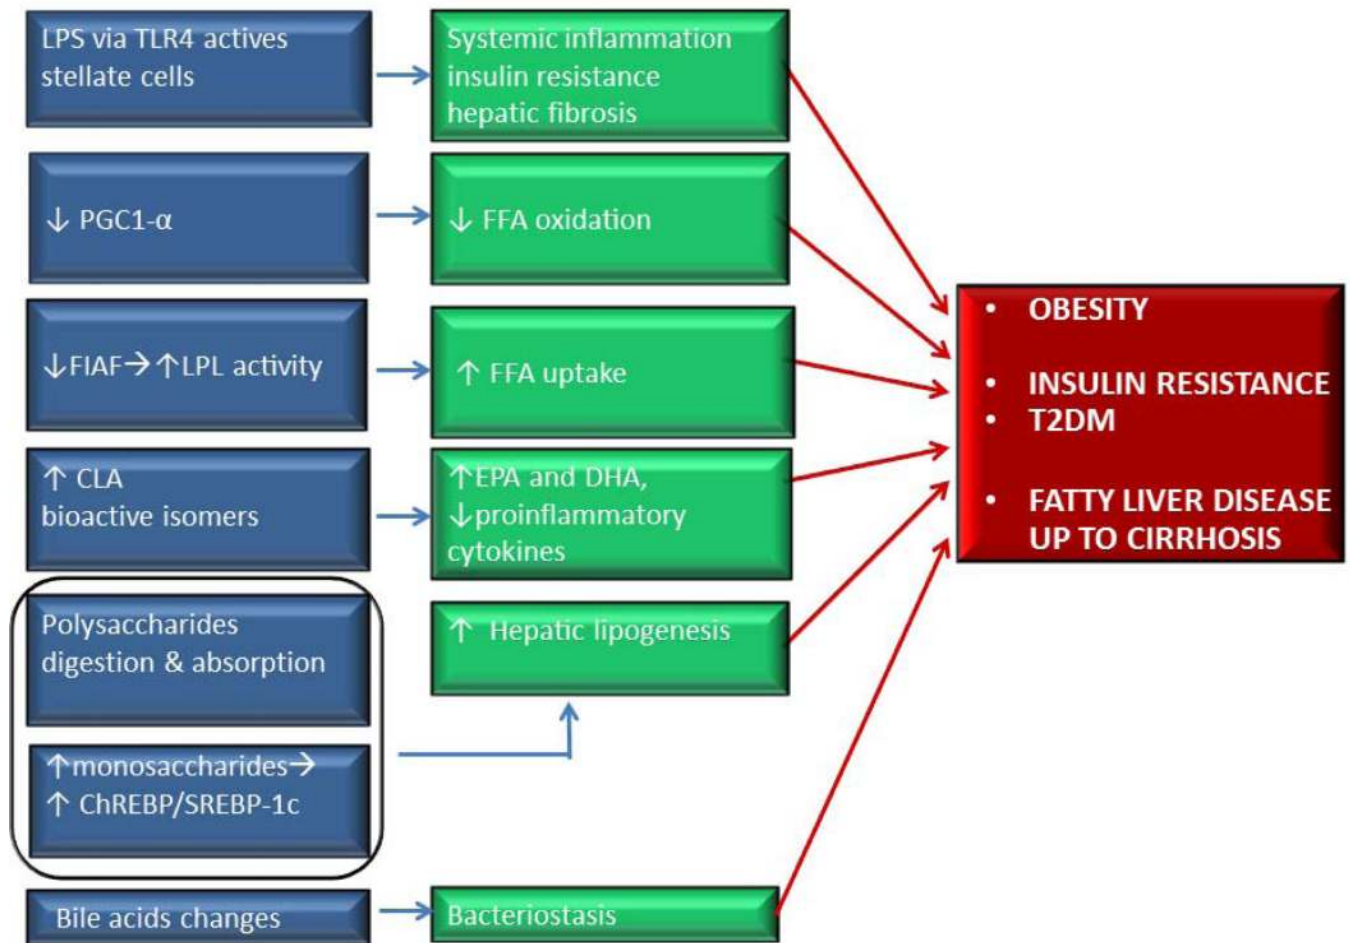 LPS via TLR4 actives
stellate cells
Systemic inflammation
insulin resistance
hepatic fibrosis
↓ PGC1-α
↓ FFA oxidation
↓FIAF→ ↑LPL activity
↑ FFA uptake
↑ CLA
bioactive isomers
↑EPA and DHA,
↓proinflammatory
cytokines
Polysaccharides
digestion & absorption
↑monosaccharides→
↑ ChREBP/SREBP-1c
↑ Hepatic lipogenesis
Bile acids changes
Bacteriostasis
• OBESITY
• INSULIN RESISTANCE
• T2DM
• FATTY LIVER DISEASE
UP TO CIRRHOSIS